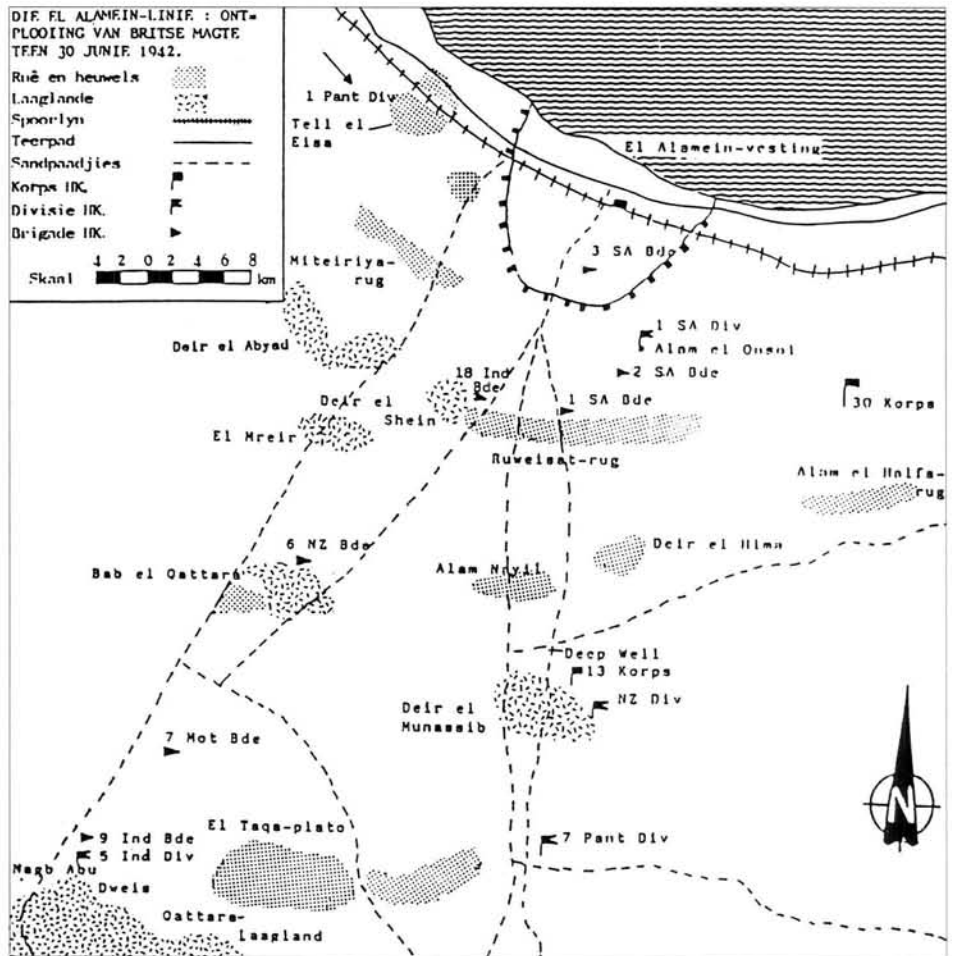 DIE EL ALAMEIN-LINIE : ONT=
PLOOIING VAN BRITSE MAGTE
TEEN 30 JUNIE 1942.
Ruê en heuwels
Laaglande
Spoorlyn
Teerpad
Sandpaadjies
Korps HK.
Divisie HK.
Brigade HK.
Skaal 4 2 0 2 4 6 8 km
1 Pant Div
Tell el
Eisa
El Alamein-vesting
3 SA Bde
Miteiriya-
rug
1 SA Div
Alam el Onsol
Deir el Abyad
2 SA Bde
18 Ind
Bde
30 Korps
Deir el
Shein
1 SA Bde
El Mreir
Ruweisat-rug
Alam el Halfa-
rug
6 NZ Bde
Deir el Hima
Bab el Qattara
Alam Nayil
Deep Well
13 Korps
NZ Div
Deir el
Munassib
7 Mot Bde
N
El Taqa-plato
9 Ind Bde
7 Pant Div
5 Ind Div
Naqb Abu
Dweis
Qattara-
Laagland